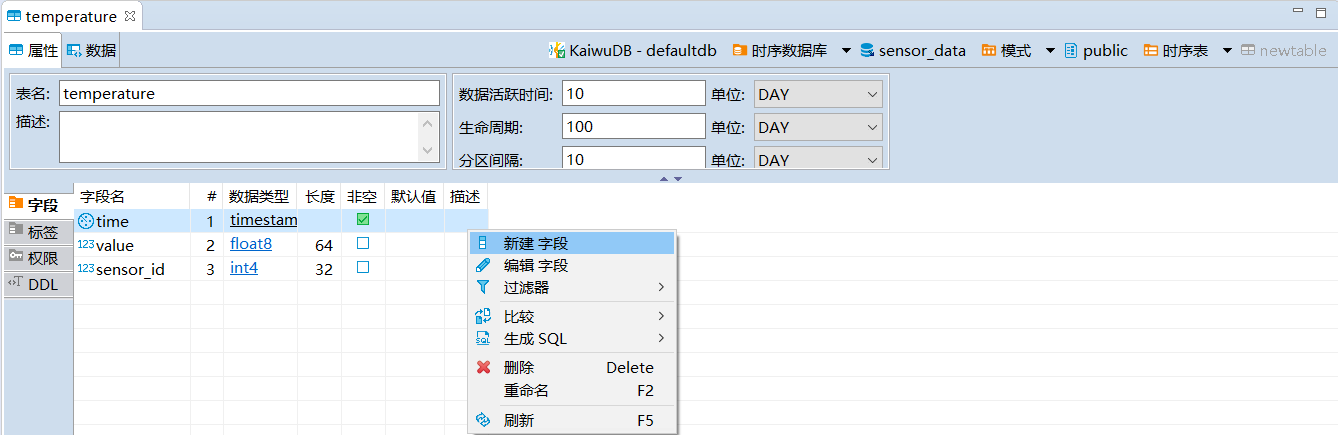 temperature
属性 数据 KaiwuDB - defaultdb 时序数据库 sensor_data 模式 public 时序表 newtable
表名: temperature
描述:
数据活跃时间: 10 单位: DAY
生命周期: 100 单位: DAY
分区间隔: 10 单位: DAY
字段
标签
权限
DDL
字段名 # 数据类型 长度 非空 默认值 描述
time 1 timestam
123 value 2 float8 64
123 sensor_id 3 int4 32
新建 字段
编辑 字段
过滤器
比较
SQL 生成 SQL
删除 Delete
重命名 F2
刷新 F5